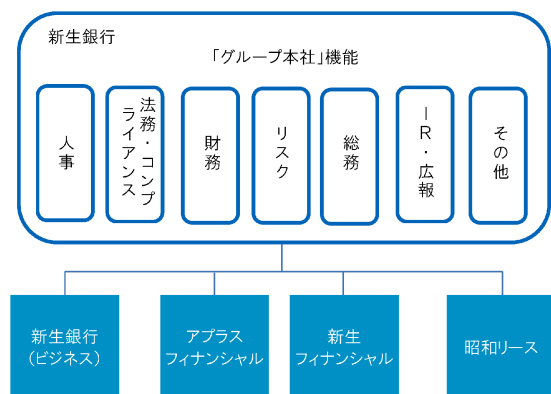 新生銀行
「グループ本社」機能
人事
法務・コンプ
ライアンス
財務
リスク
総務
IR・広報
その他
新生銀行
(ビジネス)
アプラス
フィナンシャル
新生
フィナンシャル
昭和リース